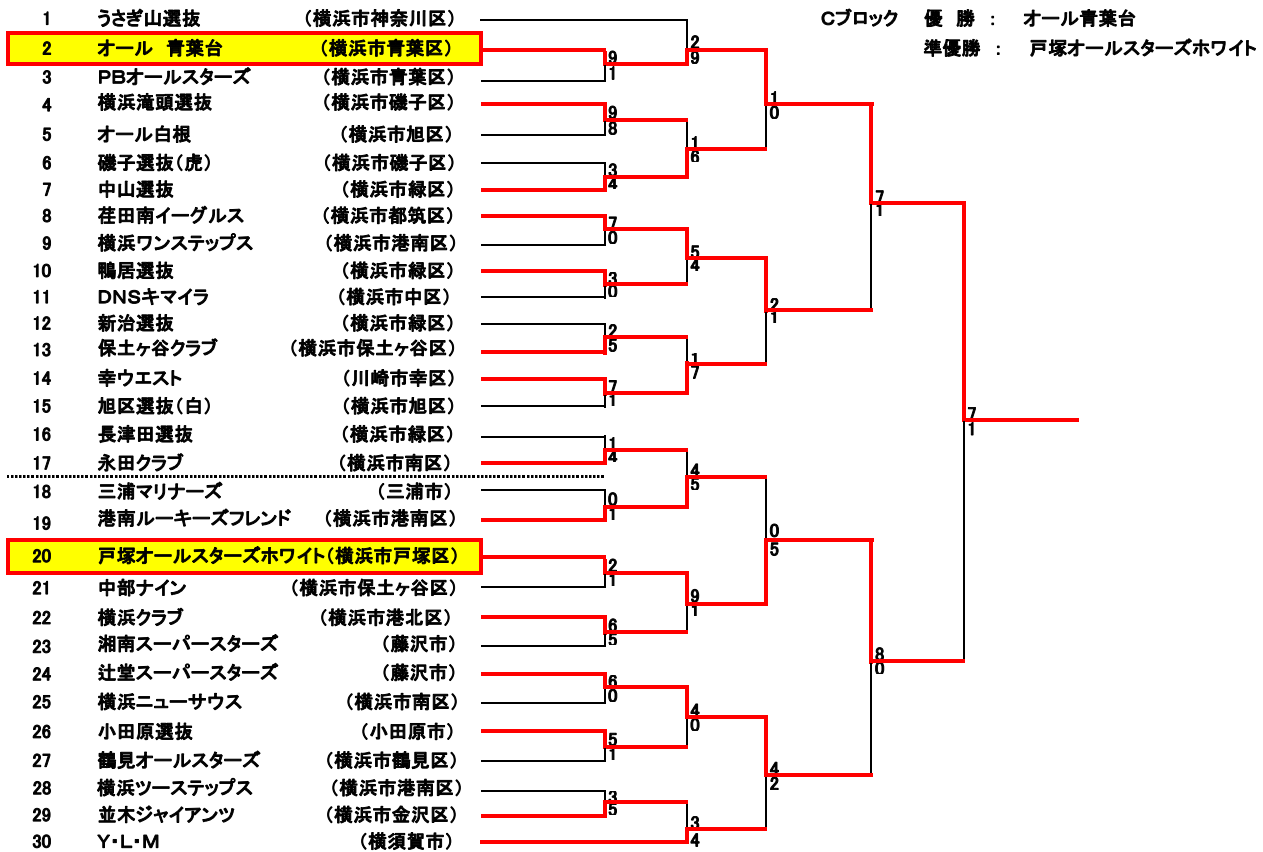 Cブロック 優 勝 : オール青葉台
準優勝 : 戸塚オールスターズホワイト
1 うさぎ山選抜 (横浜市神奈川区)
2 オール 青葉台 (横浜市青葉区)
3 PBオールスターズ (横浜市青葉区)
4 横浜滝頭選抜 (横浜市磯子区)
5 オール白根 (横浜市旭区)
6 磯子選抜(虎) (横浜市磯子区)
7 中山選抜 (横浜市緑区)
8 荏田南イーグルス (横浜市都筑区)
9 横浜ワンステップス (横浜市港南区)
10 鴨居選抜 (横浜市緑区)
11 DNSキマイラ (横浜市中区)
12 新治選抜 (横浜市緑区)
13 保土ヶ谷クラブ (横浜市保土ヶ谷区)
14 幸ウエスト (川崎市幸区)
15 旭区選抜(白) (横浜市旭区)
16 長津田選抜 (横浜市緑区)
17 永田クラブ (横浜市南区)
18 三浦マリナーズ (三浦市)
19 港南ルーキーズフレンド (横浜市港南区)
20 戸塚オールスターズホワイト(横浜市戸塚区)
21 中部ナイン (横浜市保土ヶ谷区)
22 横浜クラブ (横浜市港北区)
23 湘南スーパースターズ (藤沢市)
24 辻堂スーパースターズ (藤沢市)
25 横浜ニューサウス (横浜市南区)
26 小田原選抜 (小田原市)
27 鶴見オールスターズ (横浜市鶴見区)
28 横浜ツーステップス (横浜市港南区)
29 並木ジャイアンツ (横浜市金沢区)
30 Y・L・M (横須賀市)
9
1
9
8
3
4
7
0
3
0
2
5
7
1
1
4
0
1
2
1
6
5
6
0
5
1
3
5
2
9
1
6
5
4
1
7
4
5
9
1
4
0
3
4
1
0
2
1
0
5
4
2
7
1
8
0
7
1